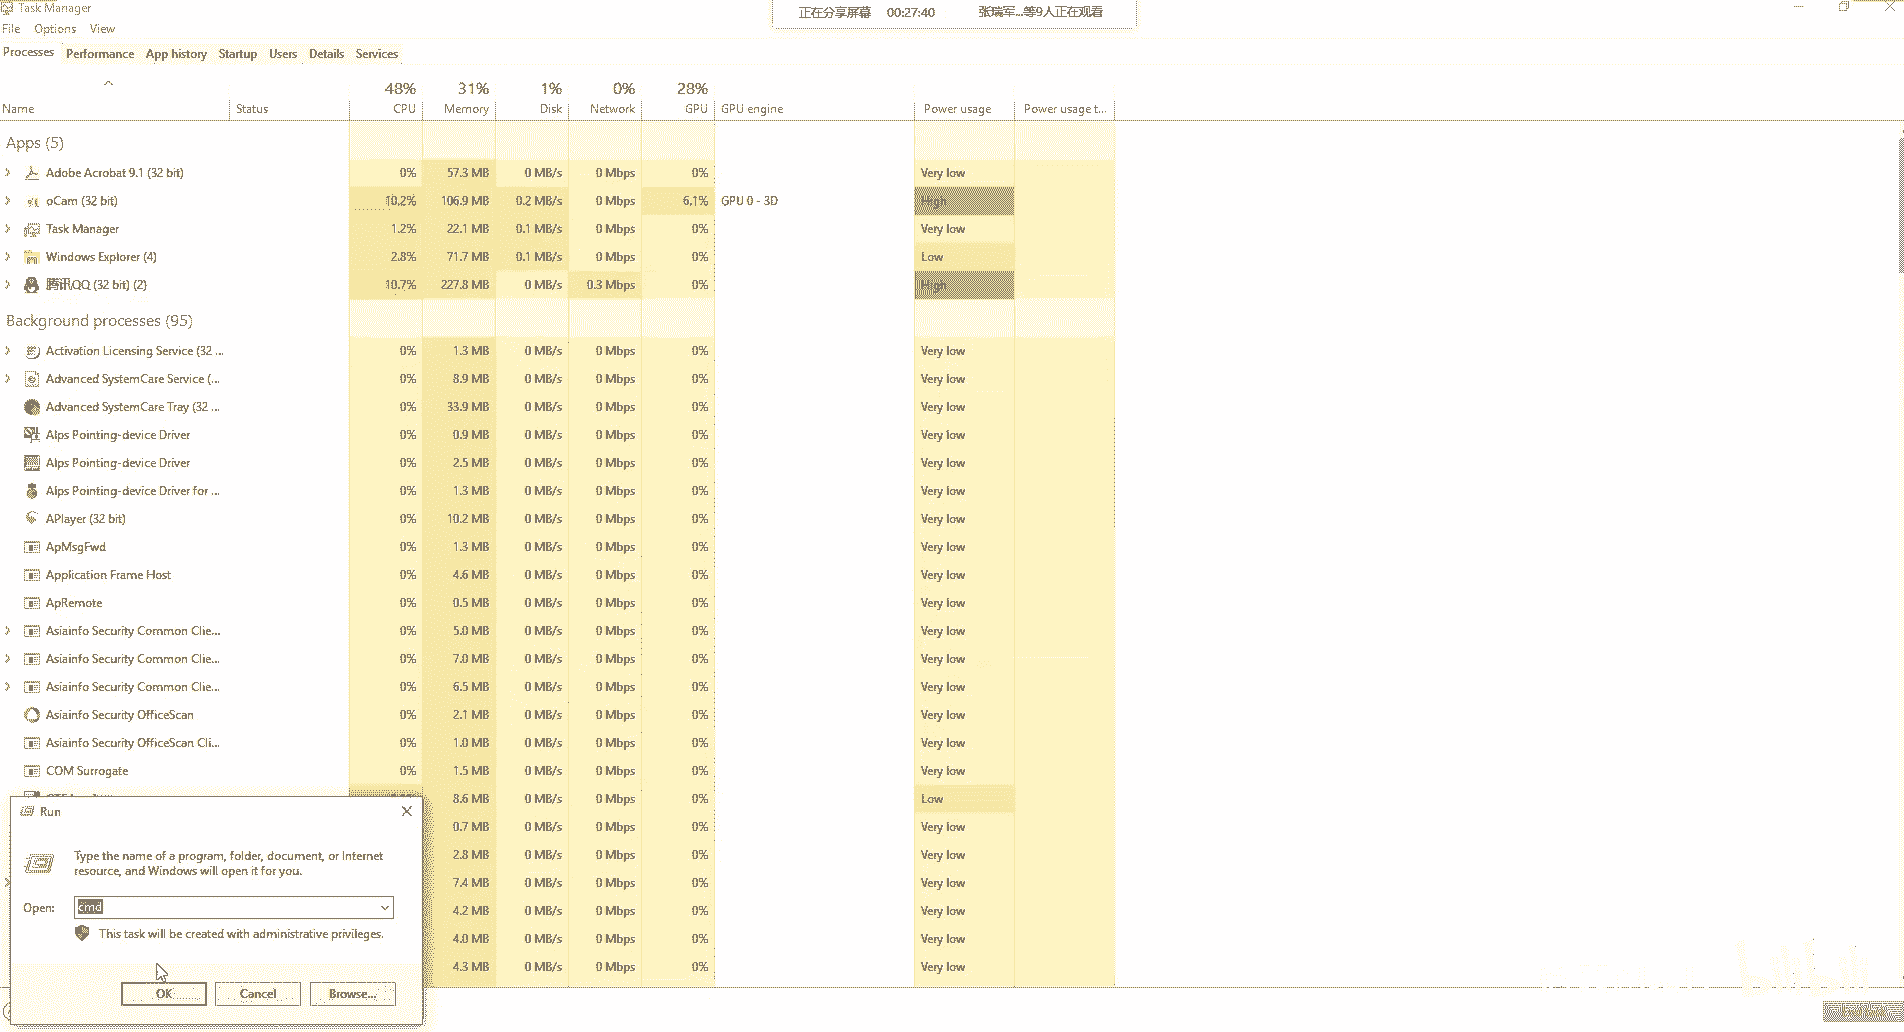 Task Manager
正在分享屏幕 00:27:40 张瑞军...等9人正在观看
File Options View
Processes Performance App history Startup Users Details Services
48% 31% 1% 0% 28%
Name Status CPU Memory Disk Network GPU GPU engine Power usage Power usage t...
Apps (5)
Adobe Acrobat 9.1 (32 bit) 0% 57.3 MB 0 MB/s 0 Mbps 0% Very low
oCam (32 bit) 10.2% 106.9 MB 0.2 MB/s 0 Mbps 6.1% GPU 0 - 3D High
Task Manager 1.2% 22.1 MB 0.1 MB/s 0 Mbps 0% Very low
Windows Explorer (4) 2.8% 71.7 MB 0.1 MB/s 0 Mbps 0% Low
腾讯QQ (32 bit) (2) 10.7% 227.8 MB 0 MB/s 0.3 Mbps 0% High
Background processes (95)
Activation Licensing Service (32 ... 0% 1.3 MB 0 MB/s 0 Mbps 0% Very low
Advanced SystemCare Service (... 0% 8.9 MB 0 MB/s 0 Mbps 0% Very low
Advanced SystemCare Tray (32 ... 0% 33.9 MB 0 MB/s 0 Mbps 0% Very low
Alps Pointing-device Driver 0% 0.9 MB 0 MB/s 0 Mbps 0% Very low
Alps Pointing-device Driver 0% 2.5 MB 0 MB/s 0 Mbps 0% Very low
Alps Pointing-device Driver for ... 0% 1.3 MB 0 MB/s 0 Mbps 0% Very low
APlayer (32 bit) 0% 10.2 MB 0 MB/s 0 Mbps 0% Very low
ApMsgFwd 0% 1.3 MB 0 MB/s 0 Mbps 0% Very low
Application Frame Host 0% 4.6 MB 0 MB/s 0 Mbps 0% Very low
ApRemote 0% 0.5 MB 0 MB/s 0 Mbps 0% Very low
Asiainfo Security Common Clie... 0% 5.0 MB 0 MB/s 0 Mbps 0% Very low
Asiainfo Security Common Clie... 0% 7.0 MB 0 MB/s 0 Mbps 0% Very low
Asiainfo Security Common Clie... 0% 6.5 MB 0 MB/s 0 Mbps 0% Very low
Asiainfo Security OfficeScan 0% 2.1 MB 0 MB/s 0 Mbps 0% Very low
Asiainfo Security OfficeScan Cli... 0% 1.0 MB 0 MB/s 0 Mbps 0% Very low
COM Surrogate 0% 1.5 MB 0 MB/s 0 Mbps 0% Very low
8.6 MB 0 MB/s 0 Mbps 0% Low
0.7 MB 0 MB/s 0 Mbps 0% Very low
2.8 MB 0 MB/s 0 Mbps 0% Very low
7.4 MB 0 MB/s 0 Mbps 0% Very low
4.2 MB 0 MB/s 0 Mbps 0% Very low
4.0 MB 0 MB/s 0 Mbps 0% Very low
4.3 MB 0 MB/s 0 Mbps 0% Very low
Run
Type the name of a program, folder, document, or Internet
resource, and Windows will open it for you.
Open: cmd
This task will be created with administrative privileges.
OK Cancel Browse...